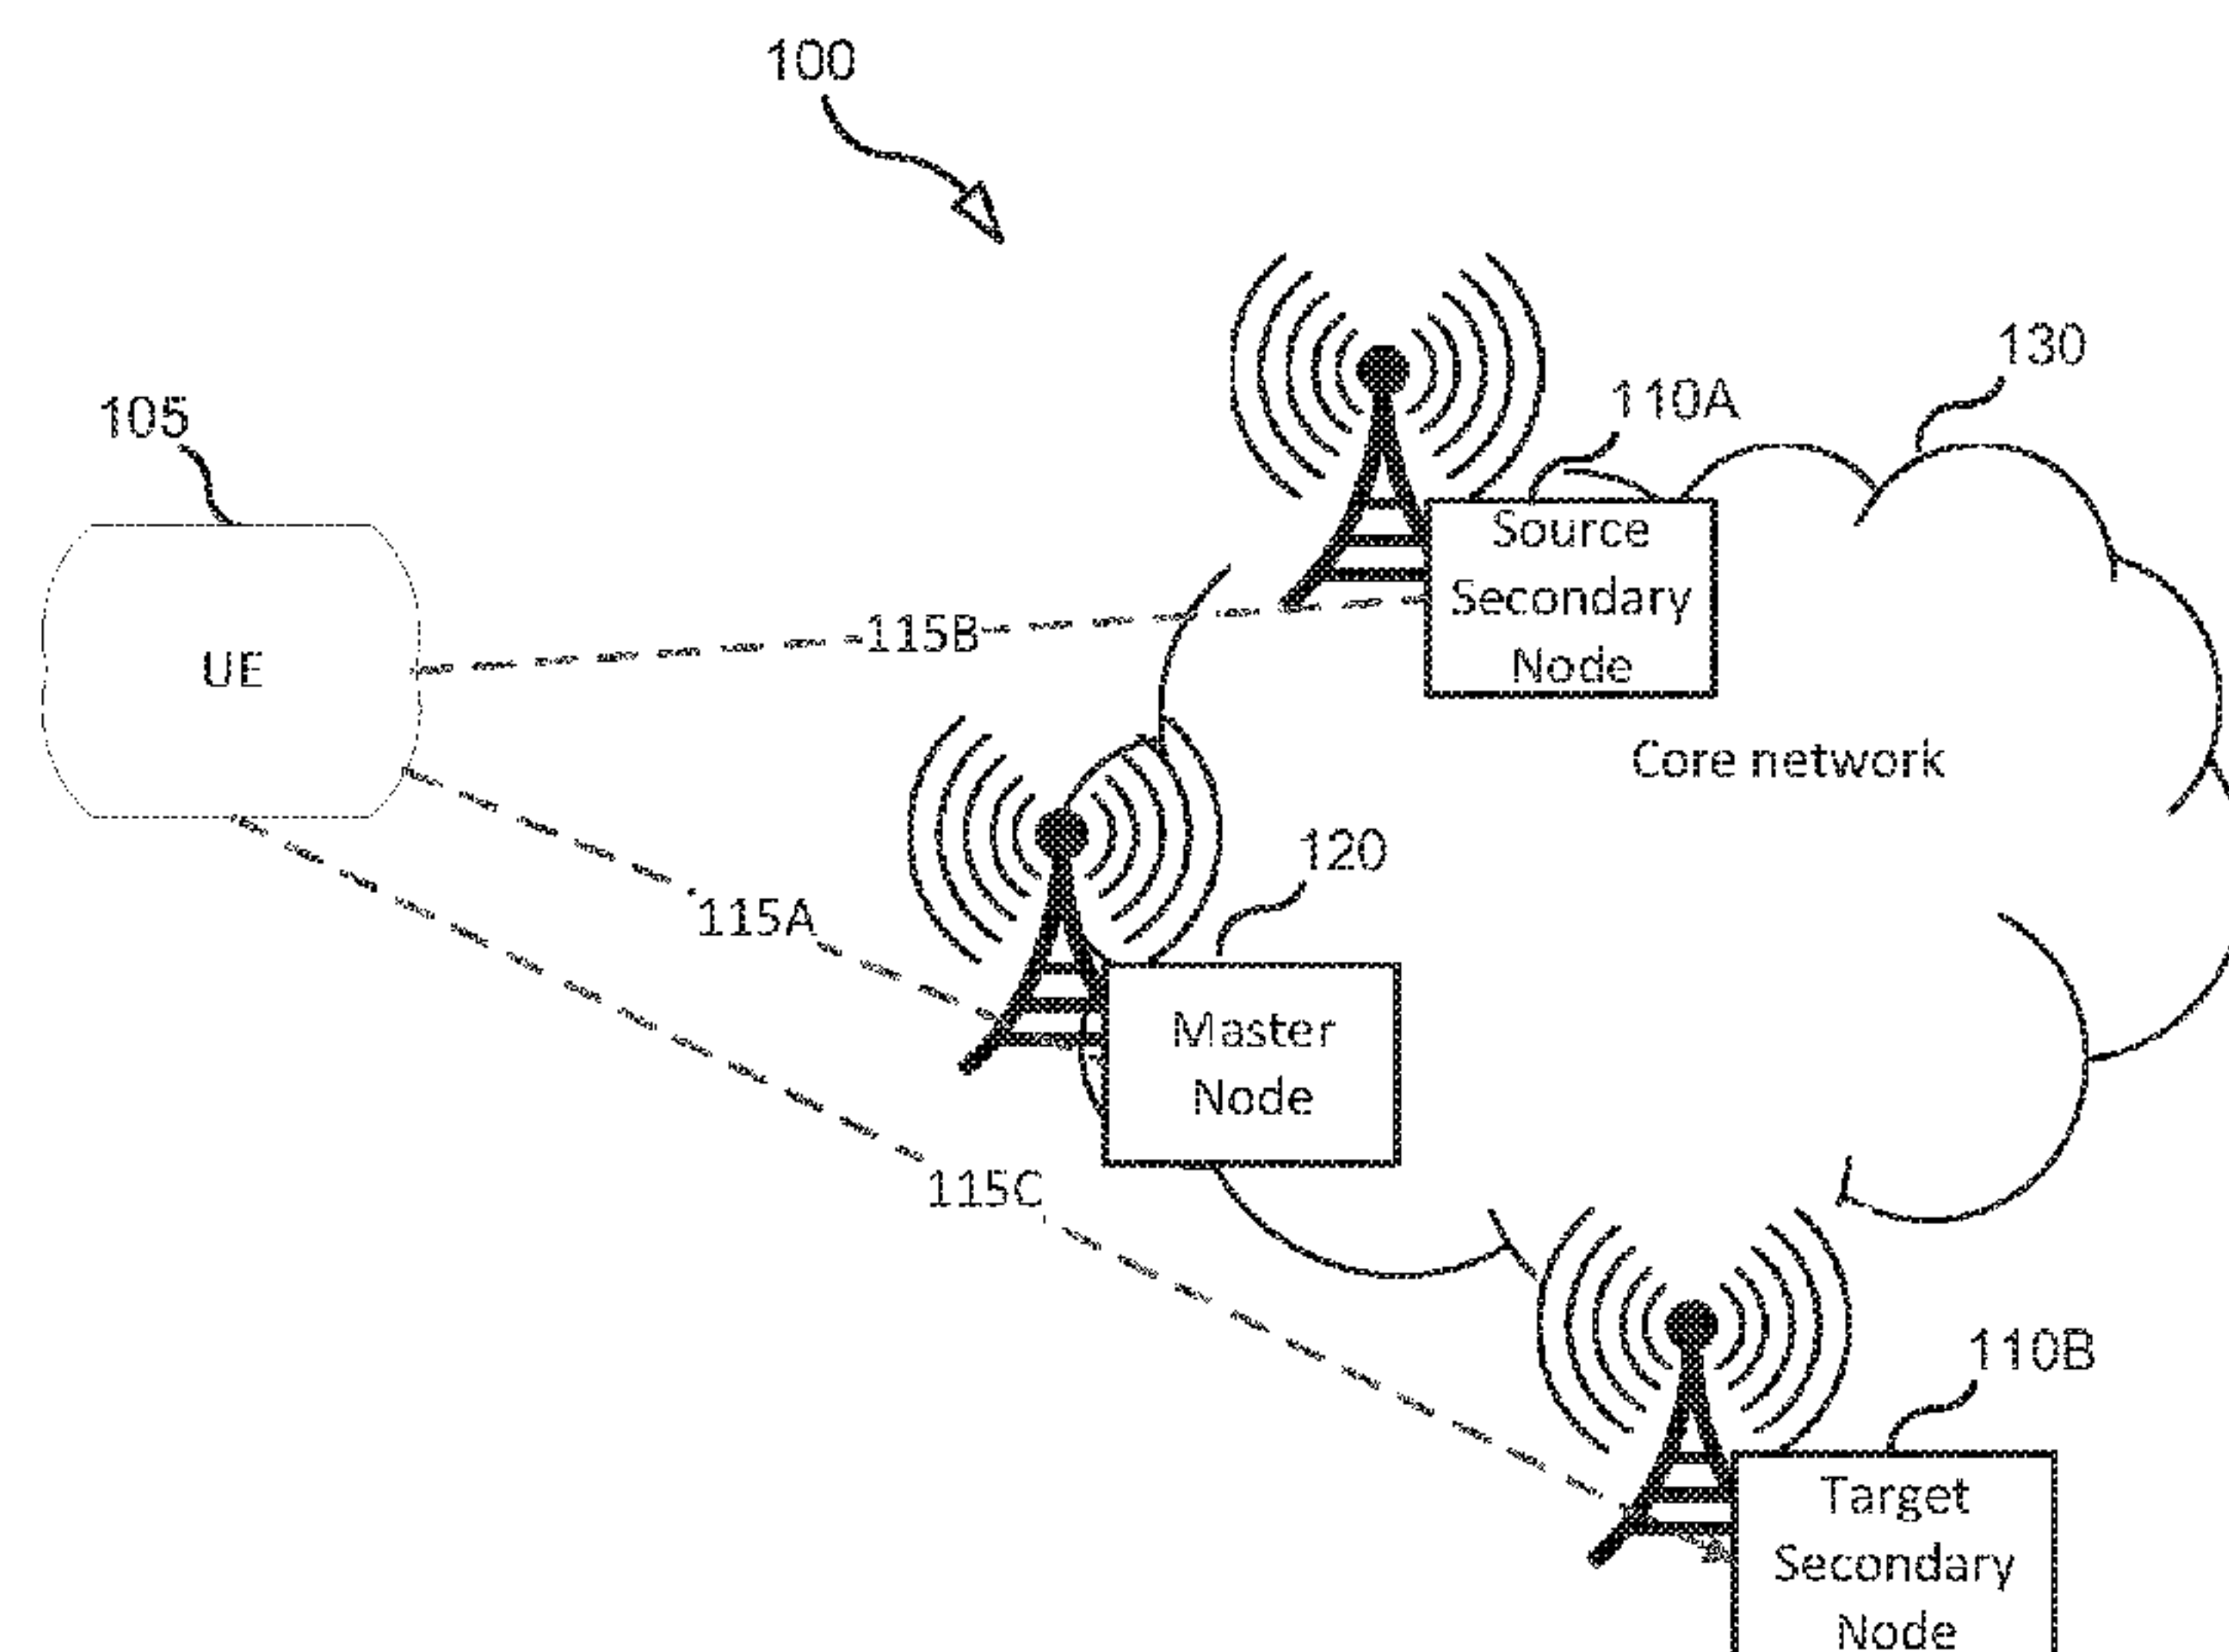 100
130
110A
105
Source
Secondary
Node
115B
UE
Core network
120
115A
Master
Node
115C
110B
Target
Secondary
Node